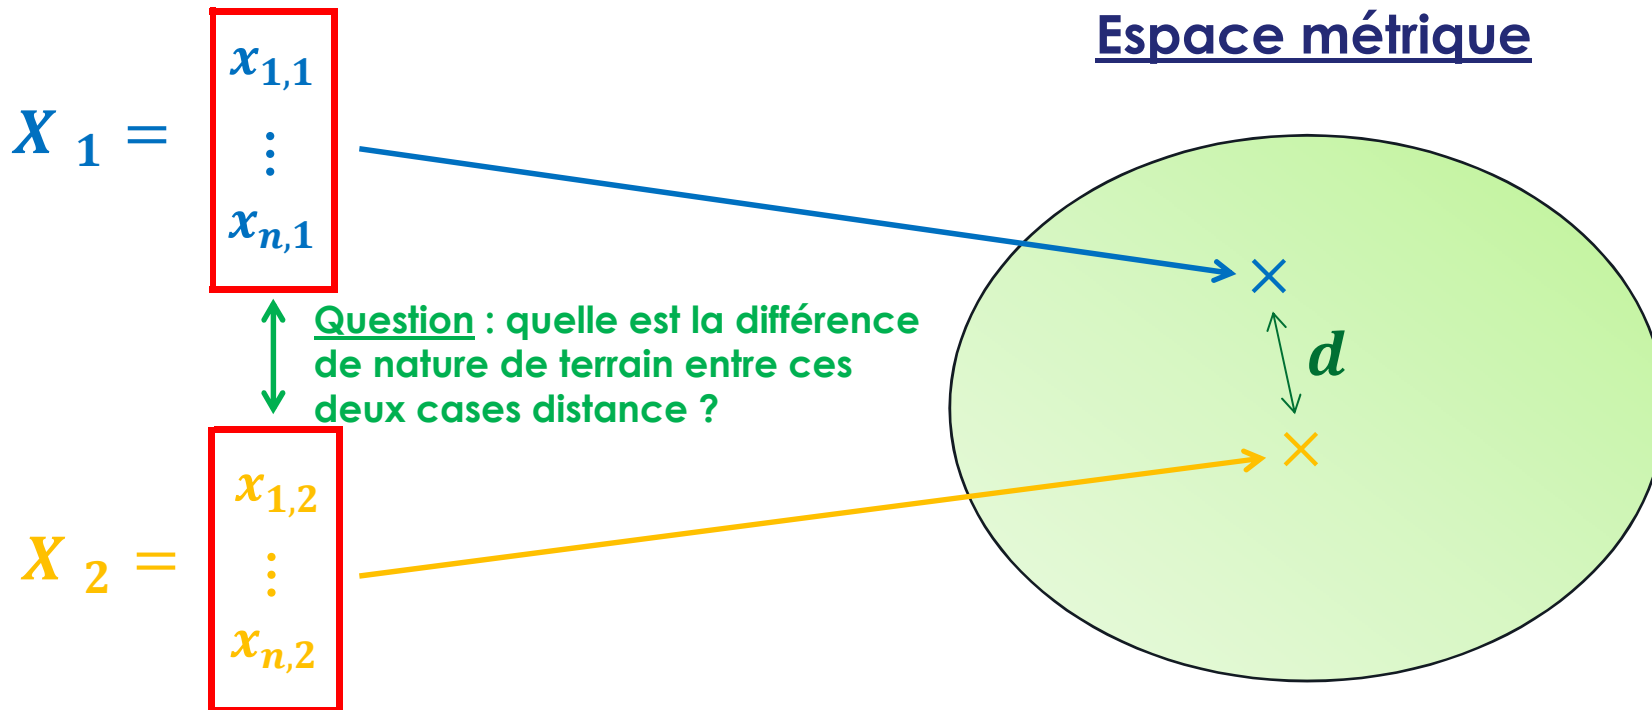 Espace métrique
X 1 =
x1,1
⋮
xn,1
Question : quelle est la différence
de nature de terrain entre ces
deux cases distance ?
d
X 2 =
x1,2
⋮
xn,2